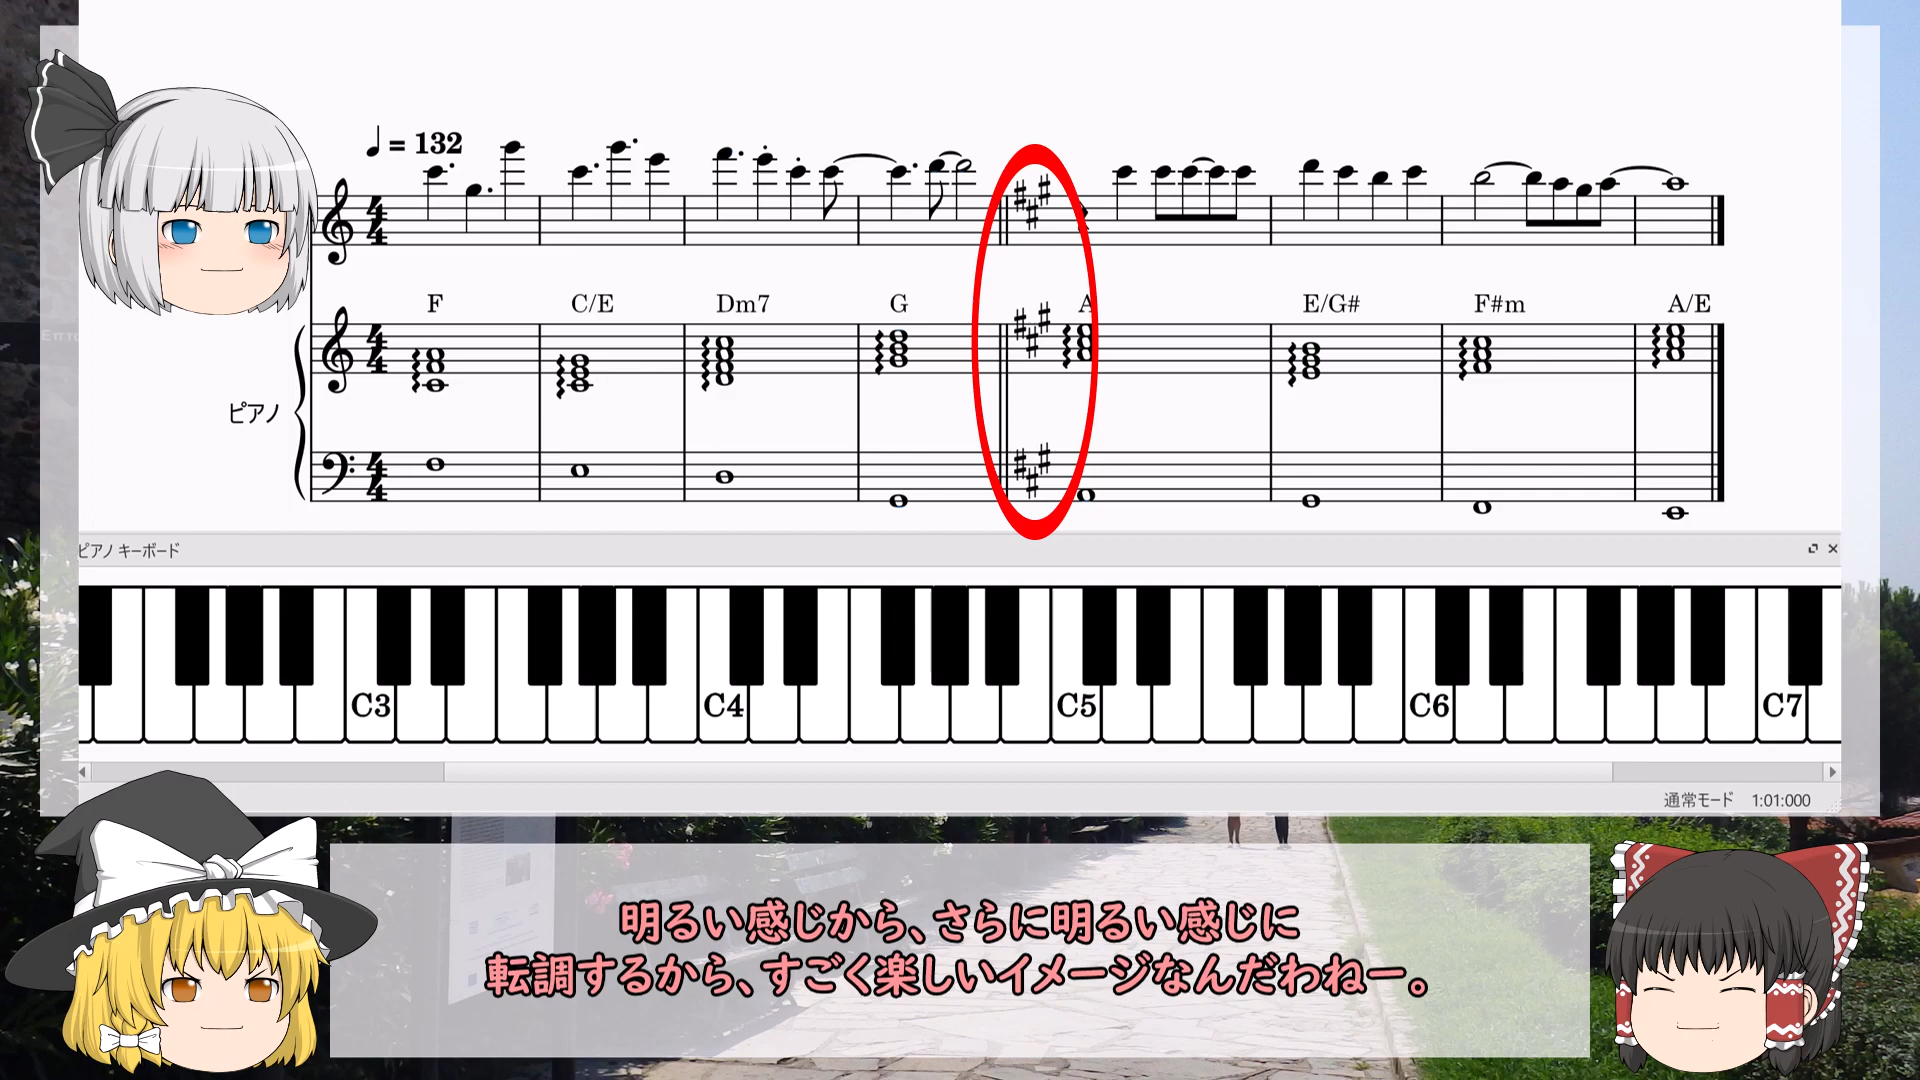 ♩ = 132
F C/E Dm7 G A E/G# F#m A/E
ピアノ
ピアノ キーボード
C3 C4 C5 C6 C7
通常モード 1:01:000
明るい感じから、さらに明るい感じに
転調するから、すごく楽しいイメージなんだわねー。